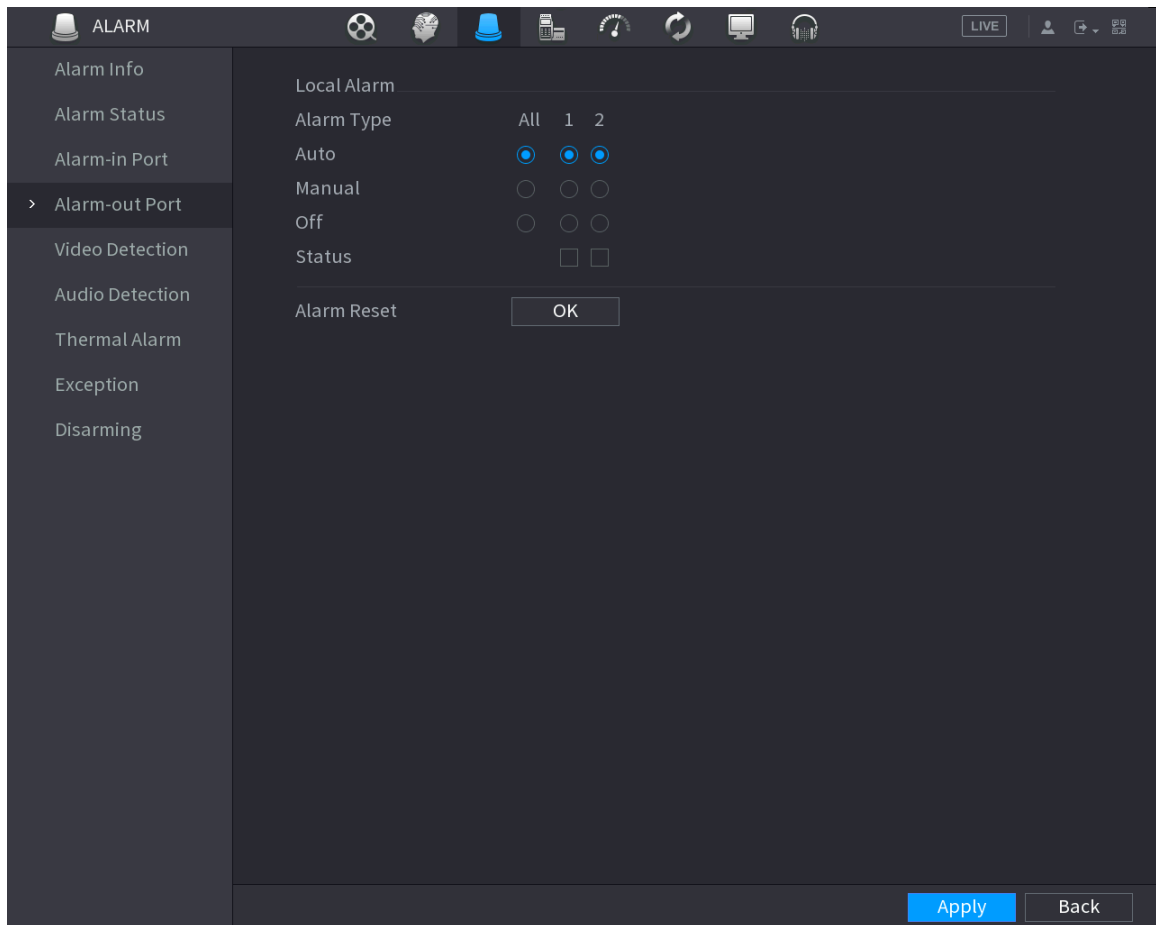 ALARM
LIVE
Alarm Info
Alarm Status
Alarm-in Port
Alarm-out Port
Video Detection
Audio Detection
Thermal Alarm
Exception
Disarming
Local Alarm
Alarm Type All 1 2
Auto
Manual
Off
Status
Alarm Reset OK
Apply Back